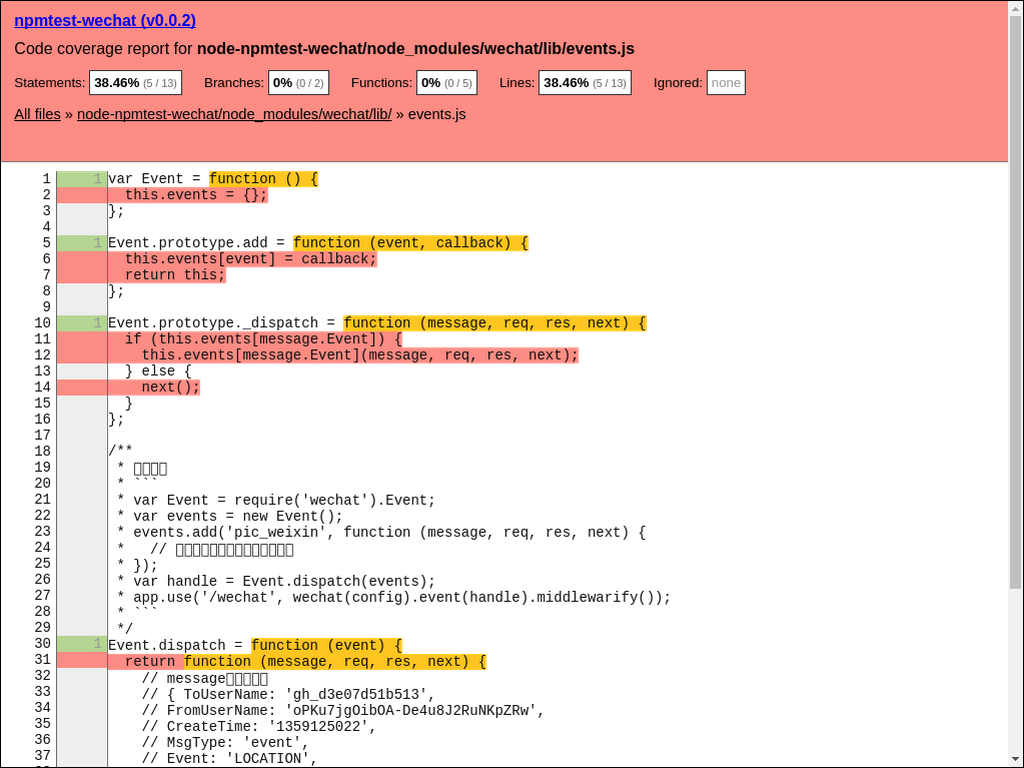 npmtest-wechat (v0.0.2)
Code coverage report for node-npmtest-wechat/node_modules/wechat/lib/events.js
Statements: 38.46% (5 / 13) Branches: 0% (0 / 2) Functions: 0% (0 / 5) Lines: 38.46% (5 / 13) Ignored: none
All files » node-npmtest-wechat/node_modules/wechat/lib/ » events.js
1 1 var Event = function () {
2   this.events = {};
3 };
4
5 1 Event.prototype.add = function (event, callback) {
6   this.events[event] = callback;
7   return this;
8 };
9
10 1 Event.prototype._dispatch = function (message, req, res, next) {
11   if (this.events[message.Event]) {
12     this.events[message.Event](message, req, res, next);
13   } else {
14     next();
15   }
16 };
17
18 /**
19  *
20  * ```
21  * var Event = require('wechat').Event;
22  * var events = new Event();
23  * events.add('pic_weixin', function (message, req, res, next) {
24  *   //
25  * });
26  * var handle = Event.dispatch(events);
27  * app.use('/wechat', wechat(config).event(handle).middlewarify());
28  * ```
29  */
30 1 Event.dispatch = function (event) {
31   return function (message, req, res, next) {
32     // message
33     // { ToUserName: 'gh_d3e07d51b513',
34     // FromUserName: 'oPKu7jgOibOA-De4u8J2RuNKpZRw',
35     // CreateTime: '1359125022',
36     // MsgType: 'event',
37     // Event: 'LOCATION',